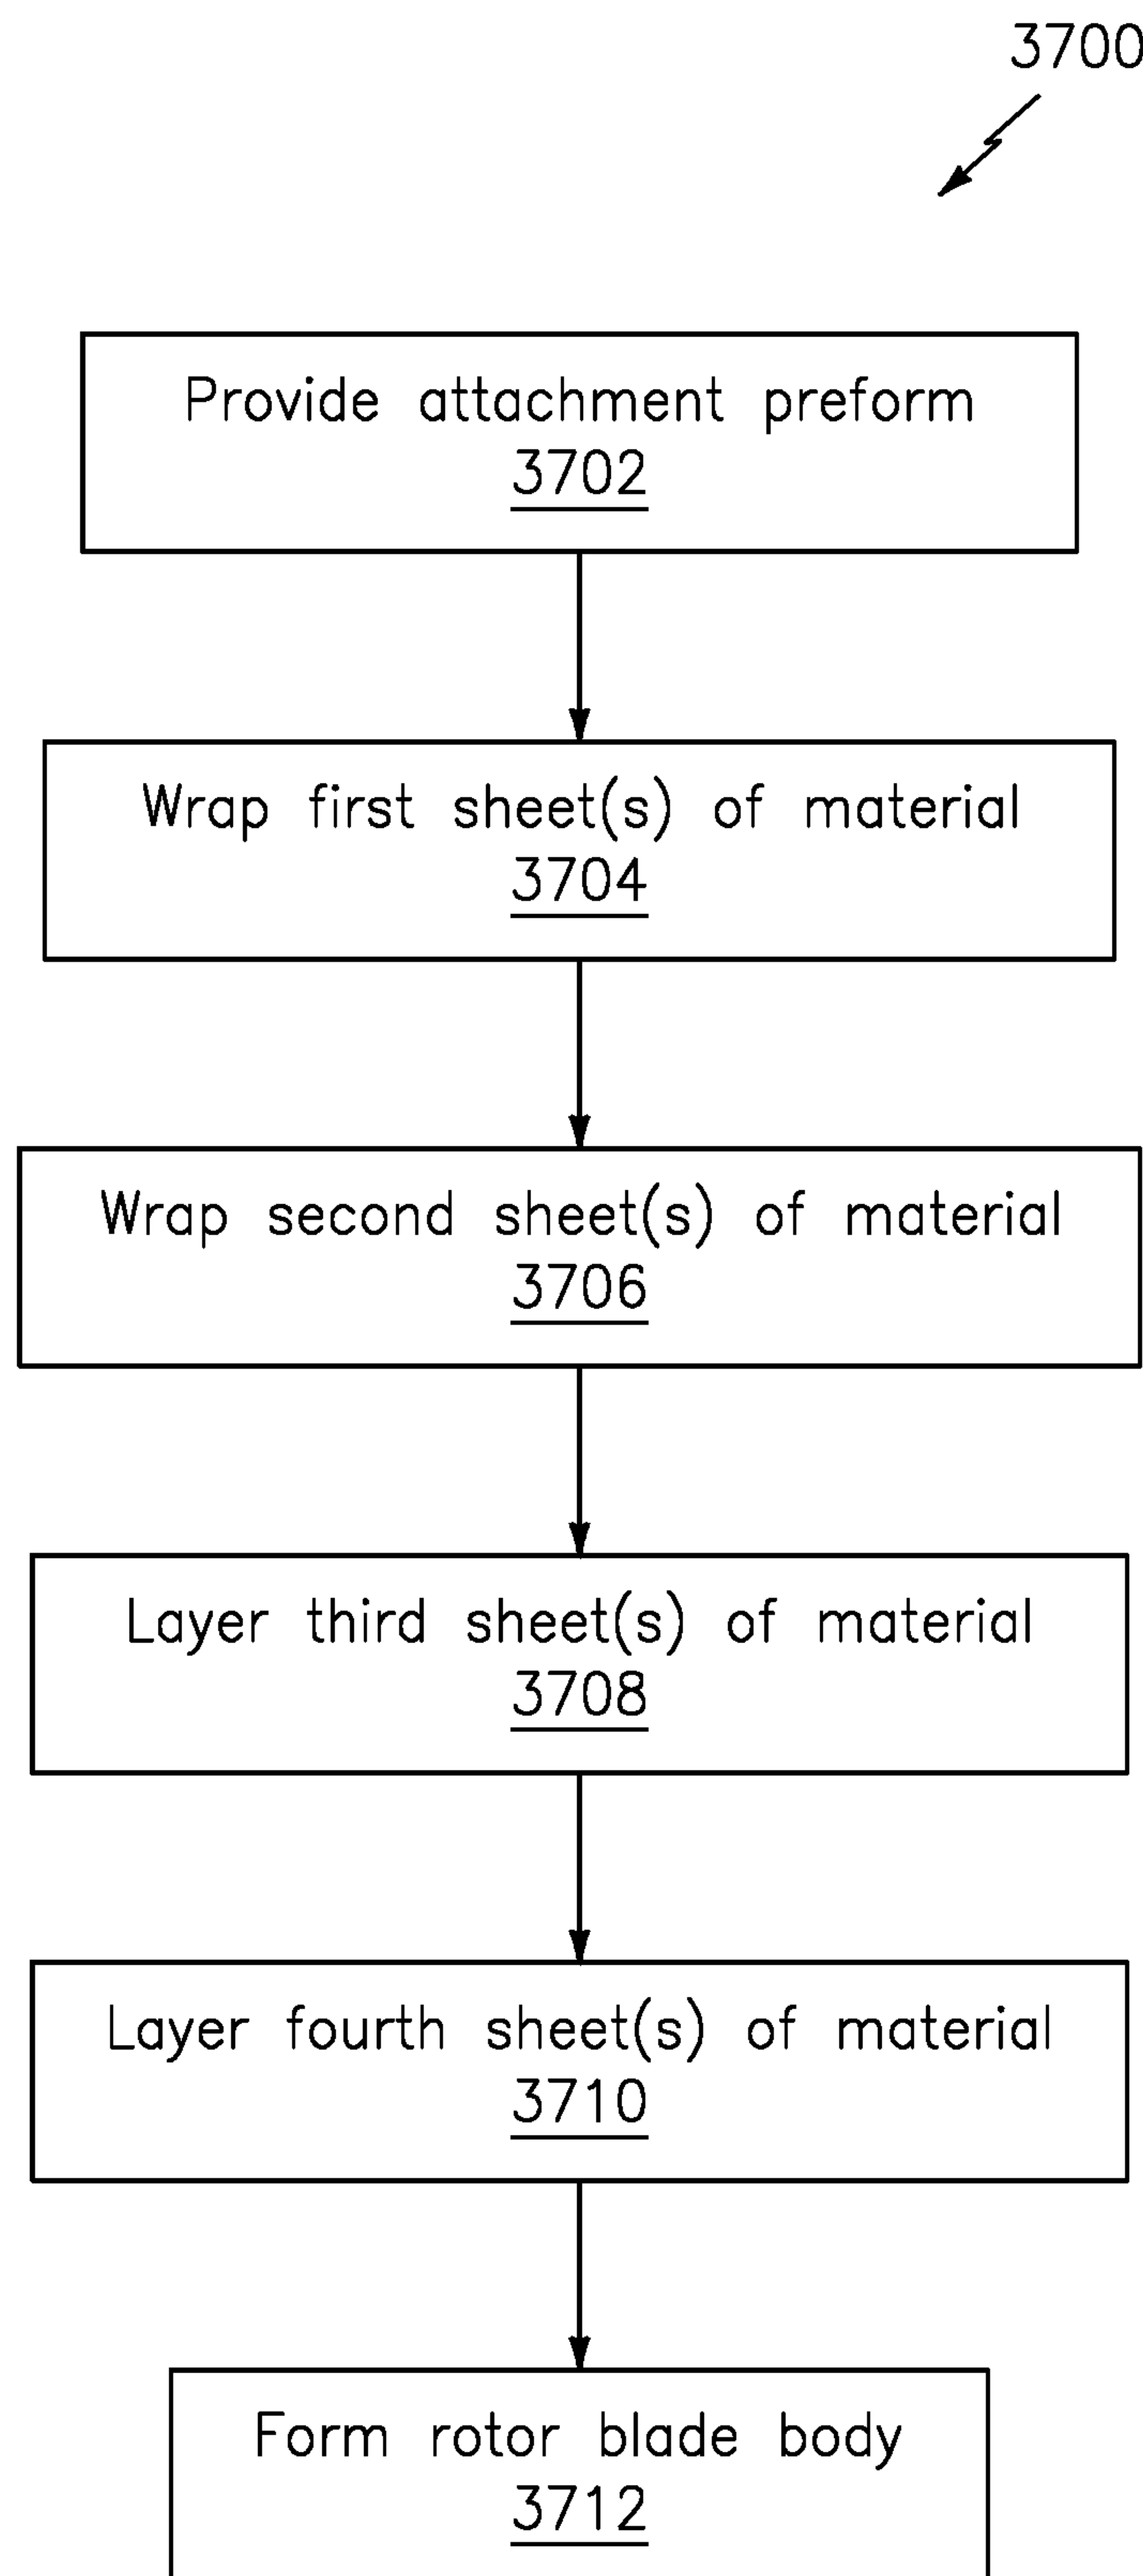 3700
Provide attachment preform
3702
Wrap first sheet(s) of material
3704
Wrap second sheet(s) of material
3706
Layer third sheet(s) of material
3708
Layer fourth sheet(s) of material
3710
Form rotor blade body
3712